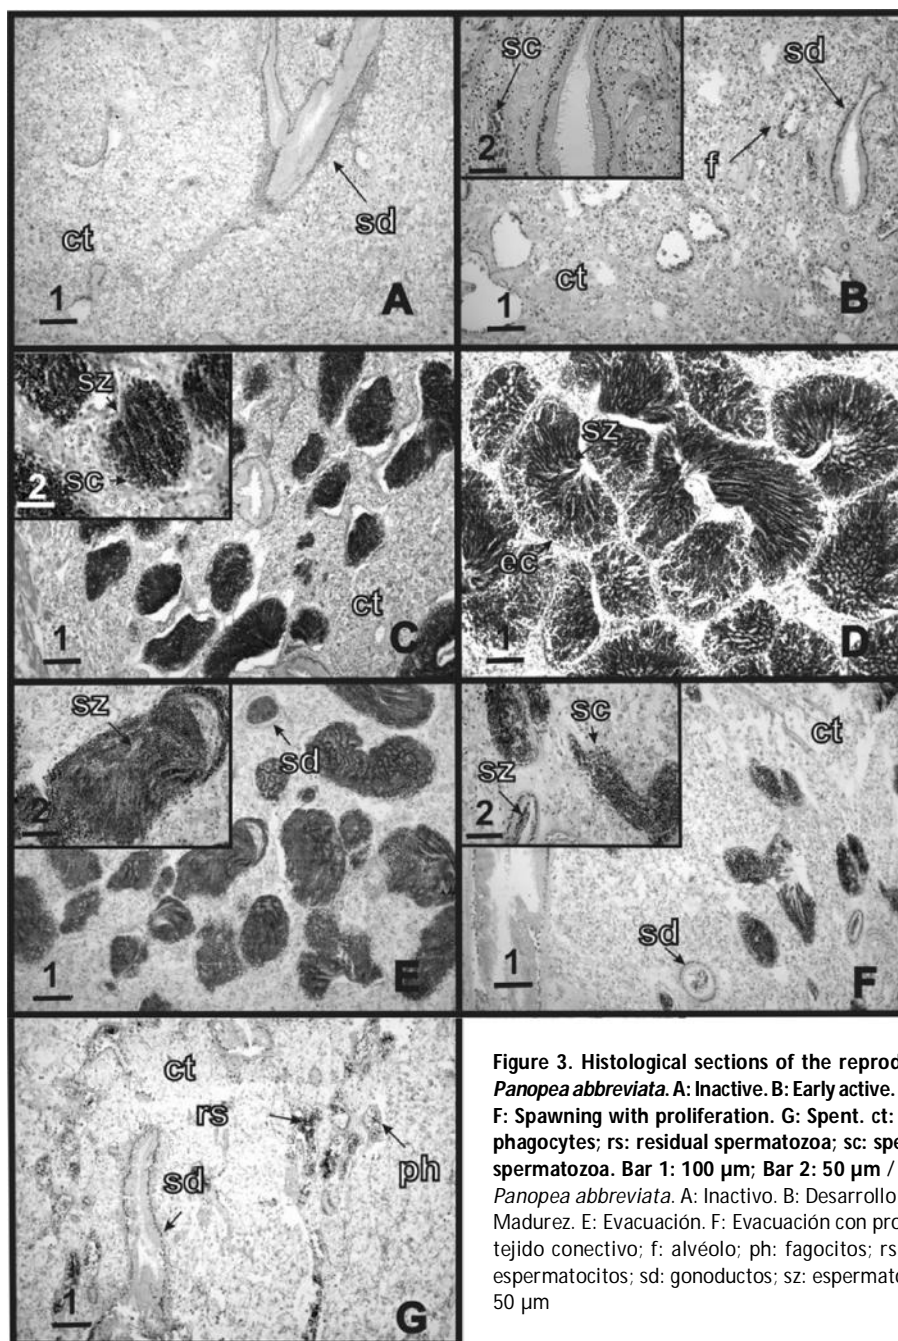 sd
ct
1
A
sc
2
sd
f
ct
1
B
sz
sc
2
ct
1
C
sz
ec
1
D
sz
2
sd
1
E
sc
sz
2
ct
sd
1
F
ct
rs
ph
sd
1
G
Figure 3. Histological sections of the reprod
Panopea abbreviata. A: Inactive. B: Early active.
F: Spawning with proliferation. G: Spent. ct:
phagocytes; rs: residual spermatozoa; sc: spe
spermatozoa. Bar 1: 100 µm; Bar 2: 50 µm /
Panopea abbreviata. A: Inactivo. B: Desarrollo
Madurez. E: Evacuación. F: Evacuación con pro
tejido conectivo; f: alvéolo; ph: fagocitos; rs
espermatocitos; sd: gonoductos; sz: espermato
50 µm